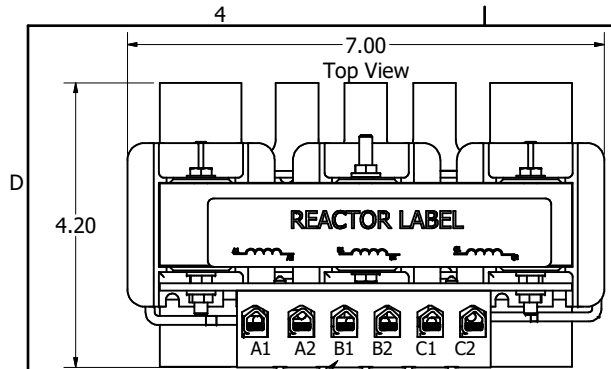 4
7.00
Top View
D
4.20
REACTOR LABEL
A1 A2 B1 B2 C1 C2